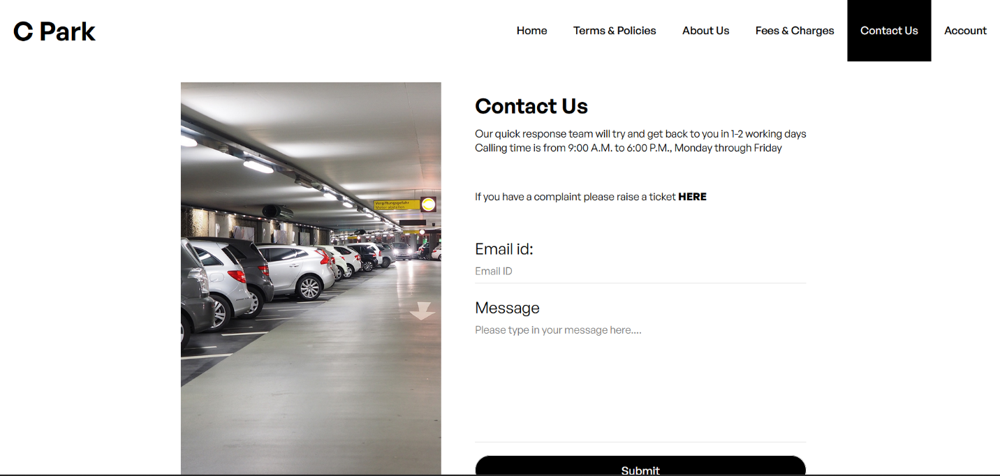 C Park
Home
Terms & Policies
About Us
Fees & Charges
Contact Us
Account
Contact Us
Our quick response team will try and get back to you in 1-2 working days
Calling time is from 9:00 A.M. to 6:00 P.M., Monday through Friday
If you have a complaint please raise a ticket HERE
Vergiftungsgefahr
Motor abstellen
Email id:
Email ID
Message
Please type in your message here....
Submit